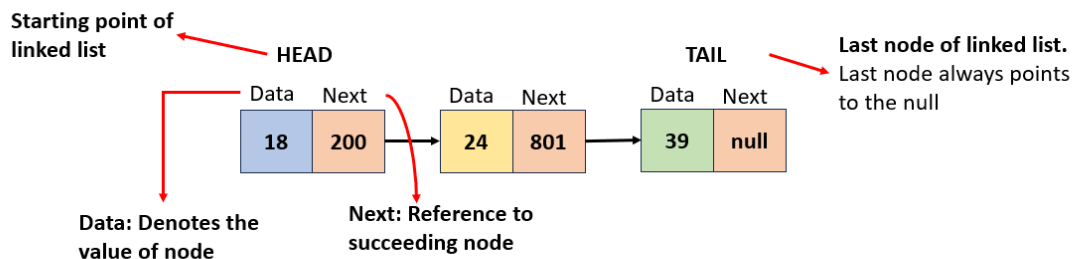 Starting point of
linked list
HEAD
TAIL
Last node of linked list.
Last node always points
to the null
Data Next
Data Next
Data Next
18 200
24 801
39 null
Data: Denotes the
value of node
Next: Reference to
succeeding node